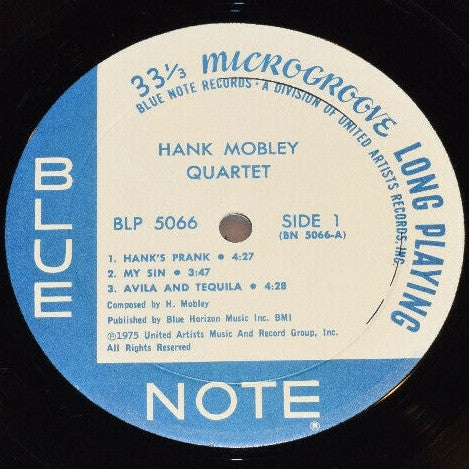 33⅓ MICROGROOVE LONG PLAYING
BLUE NOTE RECORDS • A DIVISION OF UNITED ARTISTS RECORDS, INC.
HANK MOBLEY
QUARTET
BLP 5066
SIDE 1
(BN 5066-A)
1. HANK'S PRANK • 4:27
2. MY SIN • 3:47
3. AVILA AND TEQUILA • 4:28
Composed by H. Mobley
Published by Blue Horizon Music Inc. BMI
℗1975 United Artists Music And Record Group, Inc.
All Rights Reserved
BLUE
NOTE®